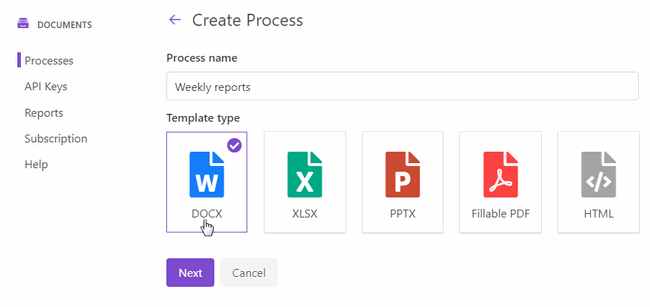 DOCUMENTS
Processes
API Keys
Reports
Subscription
Help
← Create Process
Process name
Weekly reports
Template type
W X P </>
DOCX XLSX PPTX Fillable PDF HTML
Next Cancel